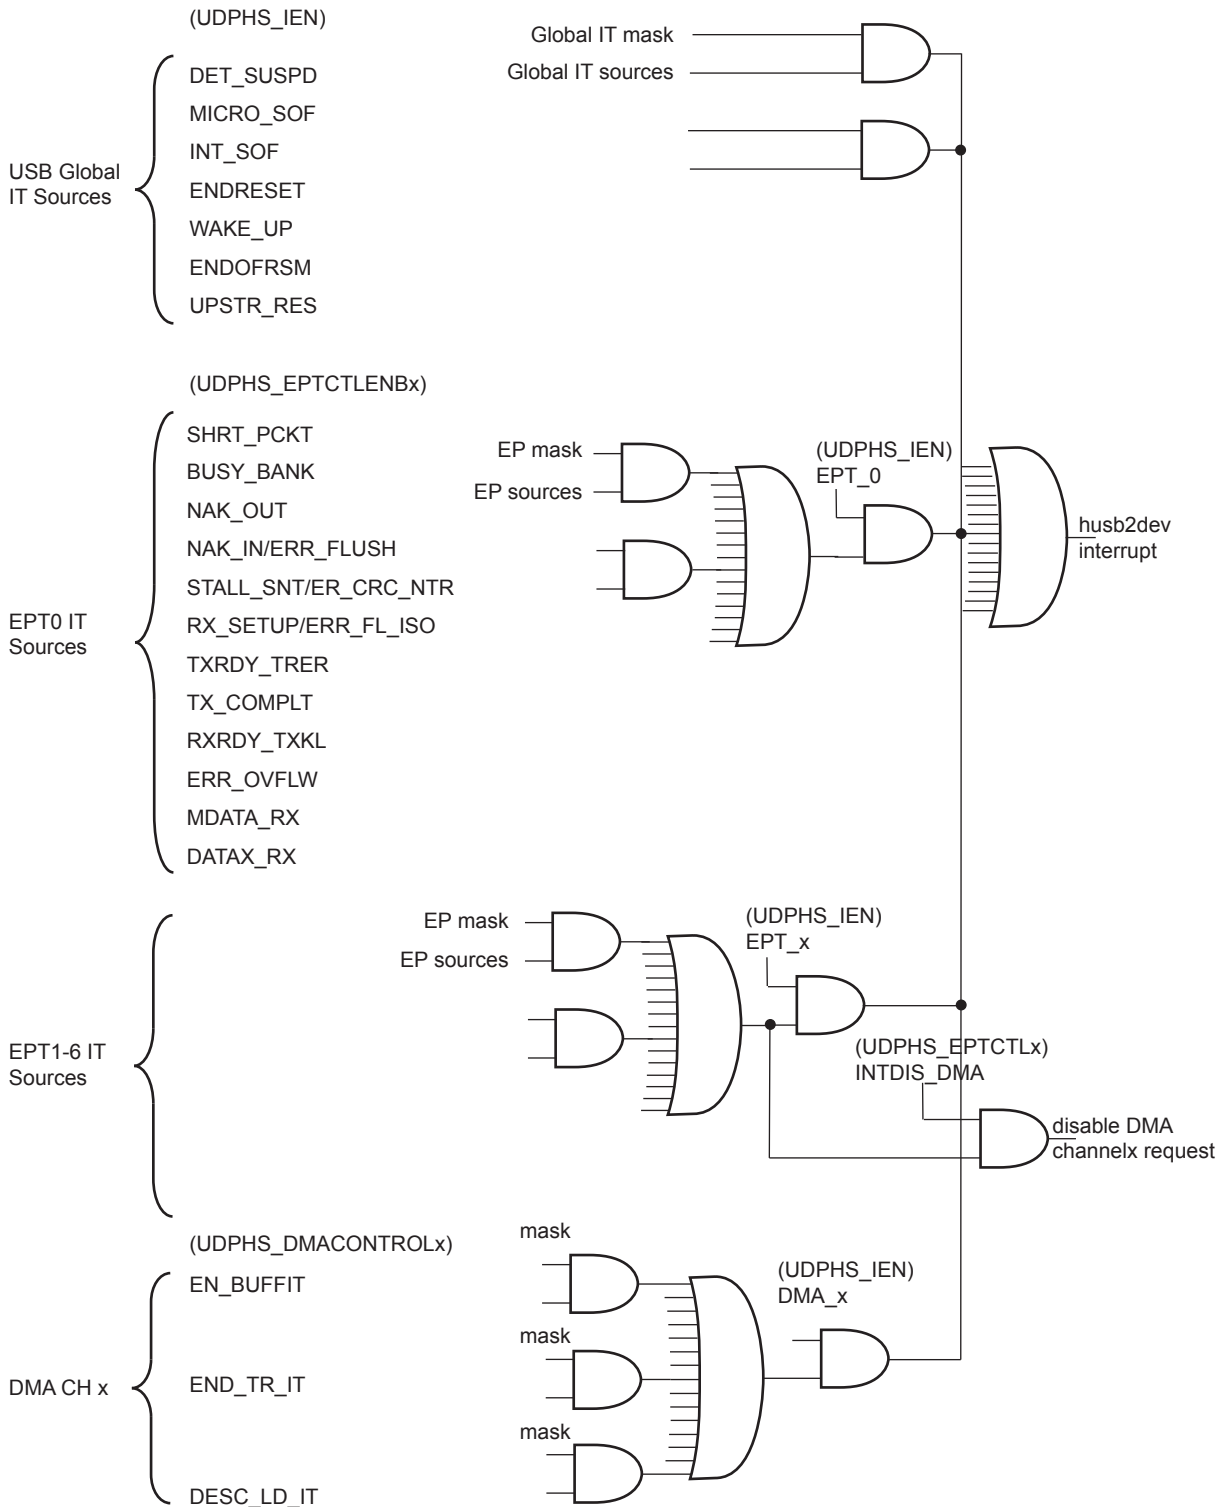 (UDPHS_IEN)
Global IT mask
Global IT sources
DET_SUSPD
MICRO_SOF
INT_SOF
ENDRESET
WAKE_UP
ENDOFRSM
UPSTR_RES
USB Global
IT Sources
(UDPHS_EPTCTLENBx)
SHRT_PCKT
BUSY_BANK
NAK_OUT
NAK_IN/ERR_FLUSH
STALL_SNT/ER_CRC_NTR
RX_SETUP/ERR_FL_ISO
TXRDY_TRER
TX_COMPLT
RXRDY_TXKL
ERR_OVFLW
MDATA_RX
DATAX_RX
EPT0 IT
Sources
EP mask
EP sources
(UDPHS_IEN)
EPT_0
husb2dev
interrupt
EPT1-6 IT
Sources
EP mask
EP sources
(UDPHS_IEN)
EPT_x
(UDPHS_EPTCTLx)
INTDIS_DMA
disable DMA
channelx request
(UDPHS_DMACONTROLx)
EN_BUFFIT
END_TR_IT
DESC_LD_IT
DMA CH x
mask
mask
mask
(UDPHS_IEN)
DMA_x